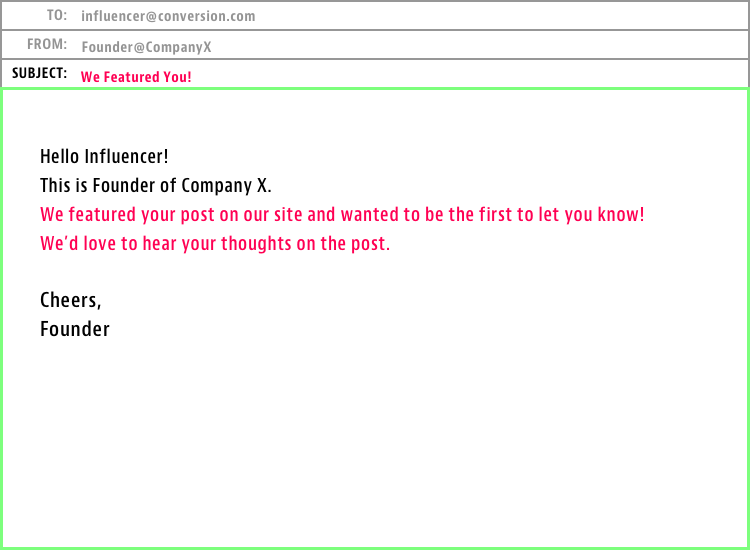 TO: influencer@conversion.com
FROM: Founder@CompanyX
SUBJECT: We Featured You!
Hello Influencer!
This is Founder of Company X.
We featured your post on our site and wanted to be the first to let you know!
We’d love to hear your thoughts on the post.
Cheers,
Founder